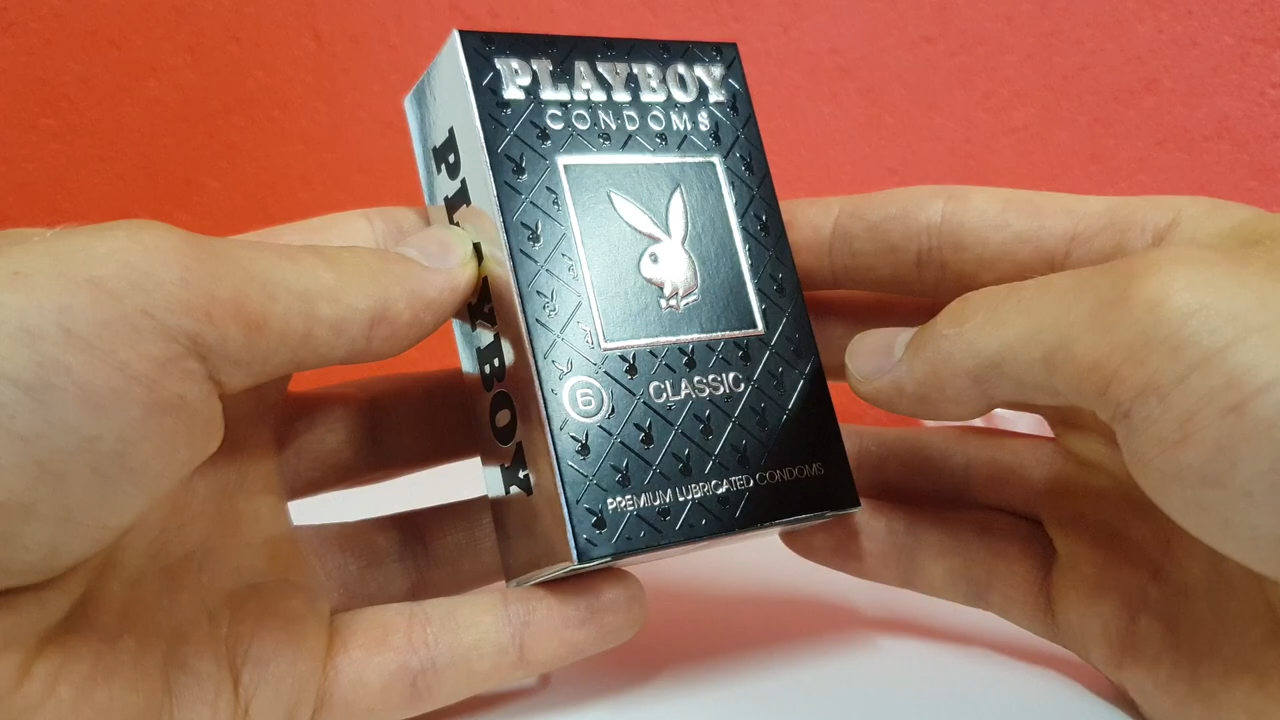 PLAYBOY
CONDOMS
PLAYBOY
6
CLASSIC
PREMIUM LUBRICATED CONDOMS